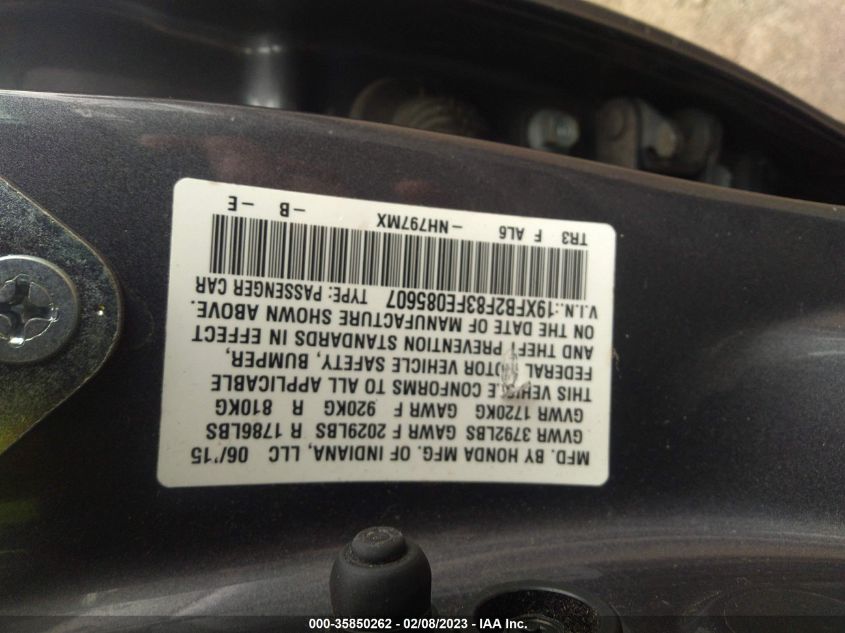 MFD. BY HONDA MFG. OF INDIANA, LLC 06/'15
GVWR 3792LBS GAWR F 2029LBS R 1786LBS
GVWR 1720KG GAWR F 920KG R 810KG
THIS VEHICLE CONFORMS TO ALL APPLICABLE
FEDERAL MOTOR VEHICLE SAFETY, BUMPER,
AND THEFT PREVENTION STANDARDS IN EFFECT
ON THE DATE OF MANUFACTURE SHOWN ABOVE.
V.I.N.:19XFB2F83FE085607 TYPE: PASSENGER CAR
TR3 F AL6 -NH797MX -B -E
000-35850262 - 02/08/2023 - IAA Inc.